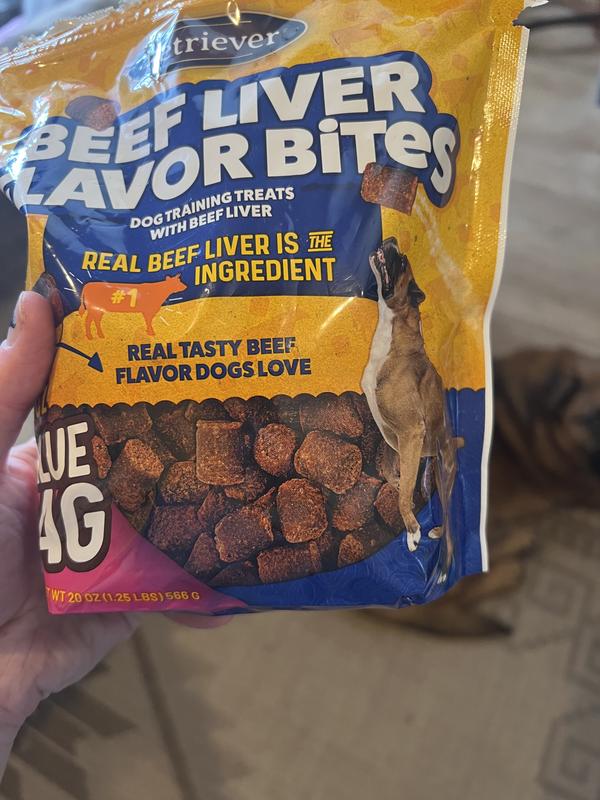 triever
BEEF LIVER
LAVOR BiTeS
DOG TRAINING TREATS
WITH BEEF LIVER
REAL BEEF LIVER IS THE
#1 INGREDIENT
REAL TASTY BEEF
FLAVOR DOGS LOVE
LUE
AG
T WT 20 OZ (1.25 LBS) 566 G